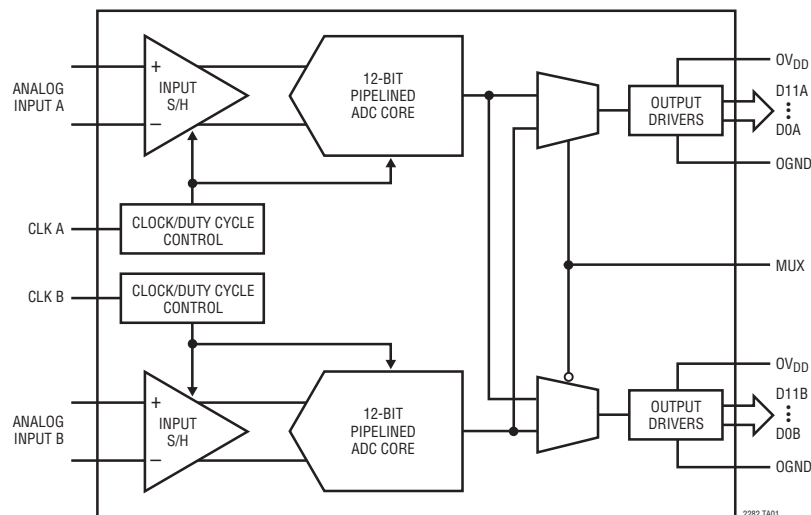 ANALOG
INPUT A
+
−
INPUT
S/H
12-BIT
PIPELINED
ADC CORE
OUTPUT
DRIVERS
OVDD
D11A
D0A
OGND
CLK A
CLOCK/DUTY CYCLE
CONTROL
MUX
CLK B
CLOCK/DUTY CYCLE
CONTROL
ANALOG
INPUT B
+
−
INPUT
S/H
12-BIT
PIPELINED
ADC CORE
OUTPUT
DRIVERS
OVDD
D11B
D0B
OGND
2282 TA01